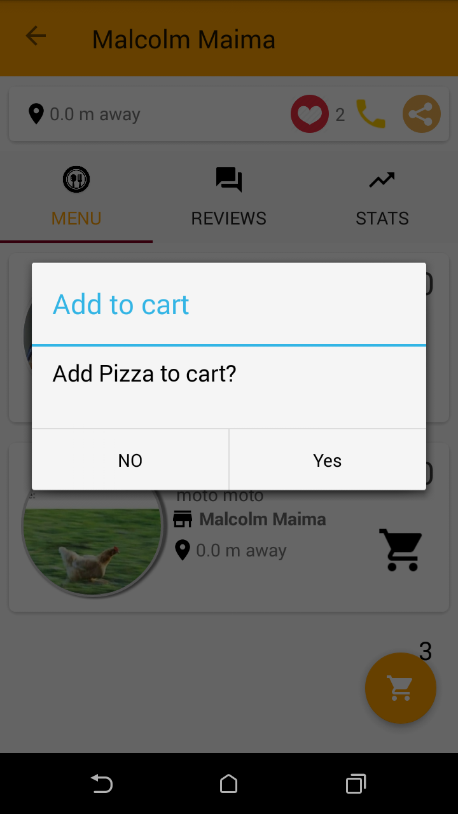 Malcolm Maima
0.0 m away
2
MENU
REVIEWS
STATS
Add to cart
Add Pizza to cart?
NO
Yes
moto moto
Malcolm Maima
0.0 m away
3